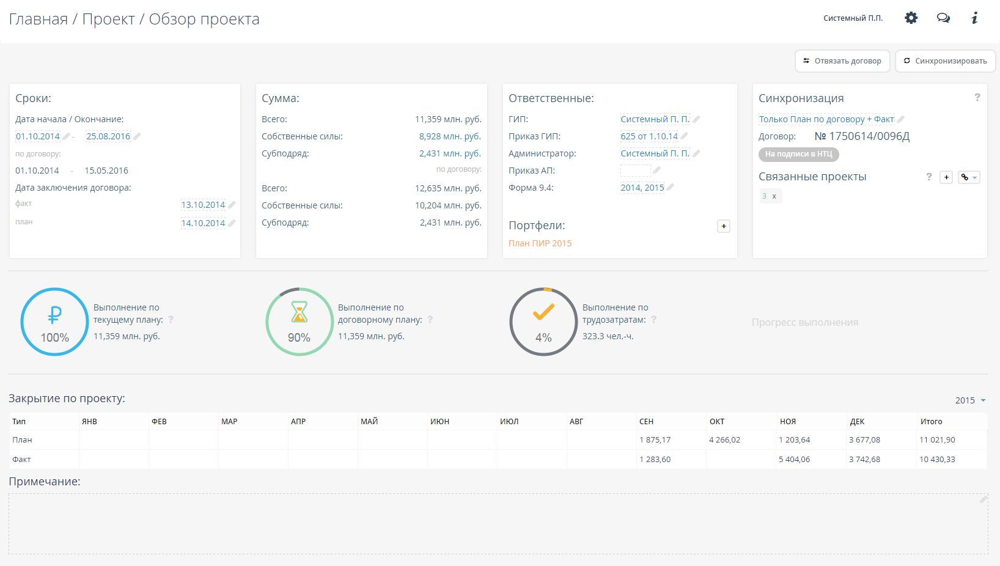 Главная / Проект / Обзор проекта
Системный П.П.
Отвязать договор
Синхронизировать
Сроки:
Дата начала / Окончание:
01.10.2014 - 25.08.2016
по договору:
01.10.2014 - 15.05.2016
Дата заключения договора:
факт 13.10.2014
план 14.10.2014
Сумма:
Всего: 11,359 млн. руб.
Собственные силы: 8,928 млн. руб.
Субподряд: 2,431 млн. руб.
по договору:
Всего: 12,635 млн. руб.
Собственные силы: 10,204 млн. руб.
Субподряд: 2,431 млн. руб.
Ответственные:
ГИП: Системный П. П.
Приказ ГИП: 625 от 1.10.14
Администратор: Системный П. П.
Приказ АП:
Форма 9.4: 2014, 2015
Портфели: +
План ПИР 2015
Синхронизация ?
Только План по договору + Факт
Договор: № 1750614/0096Д
На подписи в НТЦ
Связанные проекты ? +
3 x
100%
Выполнение по
текущему плану: ?
11,359 млн. руб.
90%
Выполнение по
договорному плану: ?
11,359 млн. руб.
4%
Выполнение по
трудозатратам: ?
323.3 чел.-ч.
Прогресс выполнения
Закрытие по проекту:
2015
Тип ЯНВ ФЕВ МАР АПР МАЙ ИЮН ИЮЛ АВГ СЕН ОКТ НОЯ ДЕК Итого
План 1 875,17 4 266,02 1 203,64 3 677,08 11 021,90
Факт 1 283,60 5 404,06 3 742,68 10 430,33
Примечание: